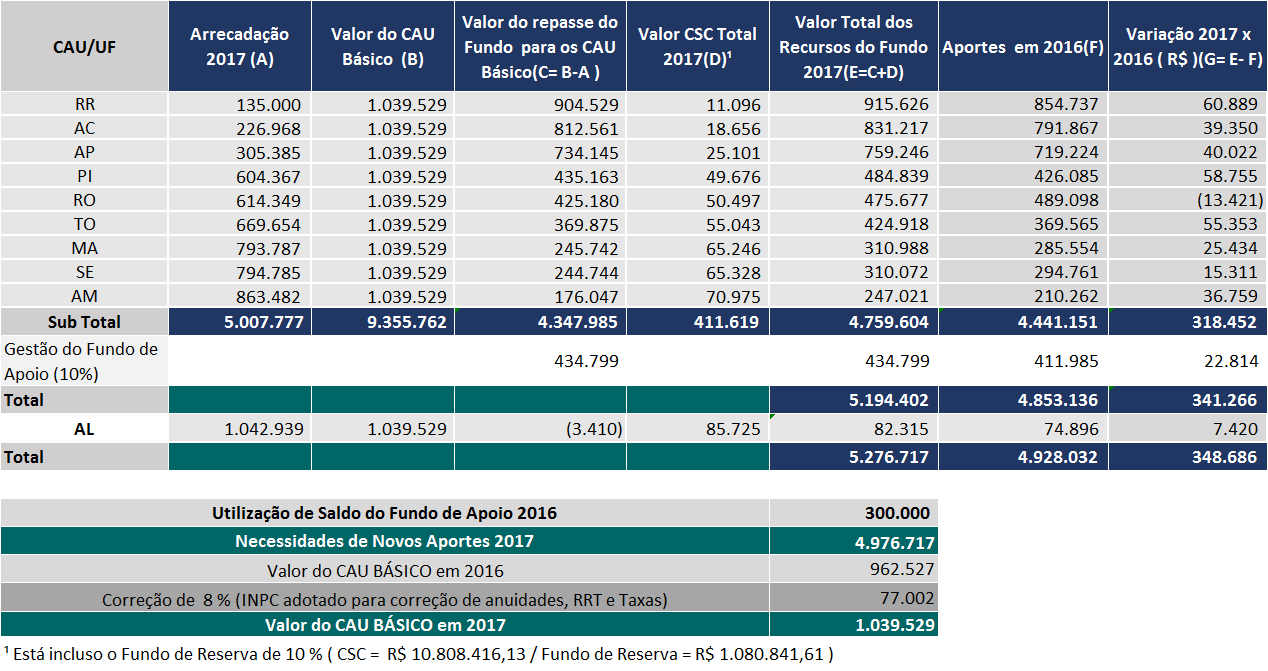 CAU/UF Arrecadação 2017 (A) Valor do CAU Básico (B) Valor do repasse do Fundo para os CAU Básico(C= B-A ) Valor CSC Total 2017(D)¹ Valor Total dos Recursos do Fundo 2017(E=C+D) Aportes em 2016(F) Variação 2017 x 2016 ( R$ )(G= E- F)
RR 135.000 1.039.529 904.529 11.096 915.626 854.737 60.889
AC 226.968 1.039.529 812.561 18.656 831.217 791.867 39.350
AP 305.385 1.039.529 734.145 25.101 759.246 719.224 40.022
PI 604.367 1.039.529 435.163 49.676 484.839 426.085 58.755
RO 614.349 1.039.529 425.180 50.497 475.677 489.098 (13.421)
TO 669.654 1.039.529 369.875 55.043 424.918 369.565 55.353
MA 793.787 1.039.529 245.742 65.246 310.988 285.554 25.434
SE 794.785 1.039.529 244.744 65.328 310.072 294.761 15.311
AM 863.482 1.039.529 176.047 70.975 247.021 210.262 36.759
Sub Total 5.007.777 9.355.762 4.347.985 411.619 4.759.604 4.441.151 318.452
Gestão do Fundo de
Apoio (10%) 434.799 434.799 411.985 22.814
Total 5.194.402 4.853.136 341.266
AL 1.042.939 1.039.529 (3.410) 85.725 82.315 74.896 7.420
Total 5.276.717 4.928.032 348.686
Utilização de Saldo do Fundo de Apoio 2016 300.000
Necessidades de Novos Aportes 2017 4.976.717
Valor do CAU BÁSICO em 2016 962.527
Correção de 8 % (INPC adotado para correção de anuidades, RRT e Taxas) 77.002
Valor do CAU BÁSICO em 2017 1.039.529
¹ Está incluso o Fundo de Reserva de 10 % ( CSC = R$ 10.808.416,13 / Fundo de Reserva = R$ 1.080.841,61 )